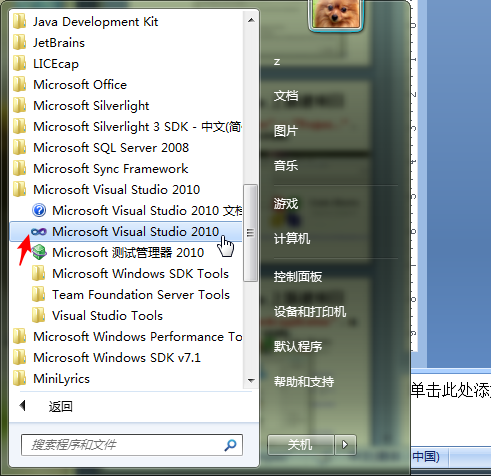 Java Development Kit
JetBrains
LICEcap
Microsoft Office
Microsoft Silverlight
Microsoft Silverlight 3 SDK - 中文(简
Microsoft SQL Server 2008
Microsoft Sync Framework
Microsoft Visual Studio 2010
Microsoft Visual Studio 2010 文档
Microsoft Visual Studio 2010
Microsoft 测试管理器 2010
Microsoft Windows SDK Tools
Team Foundation Server Tools
Visual Studio Tools
Microsoft Windows Performance To
Microsoft Windows SDK v7.1
MiniLyrics
返回
搜索程序和文件
z
文档
图片
音乐
游戏
计算机
控制面板
设备和打印机
默认程序
帮助和支持
关机
单击此处添
中国)